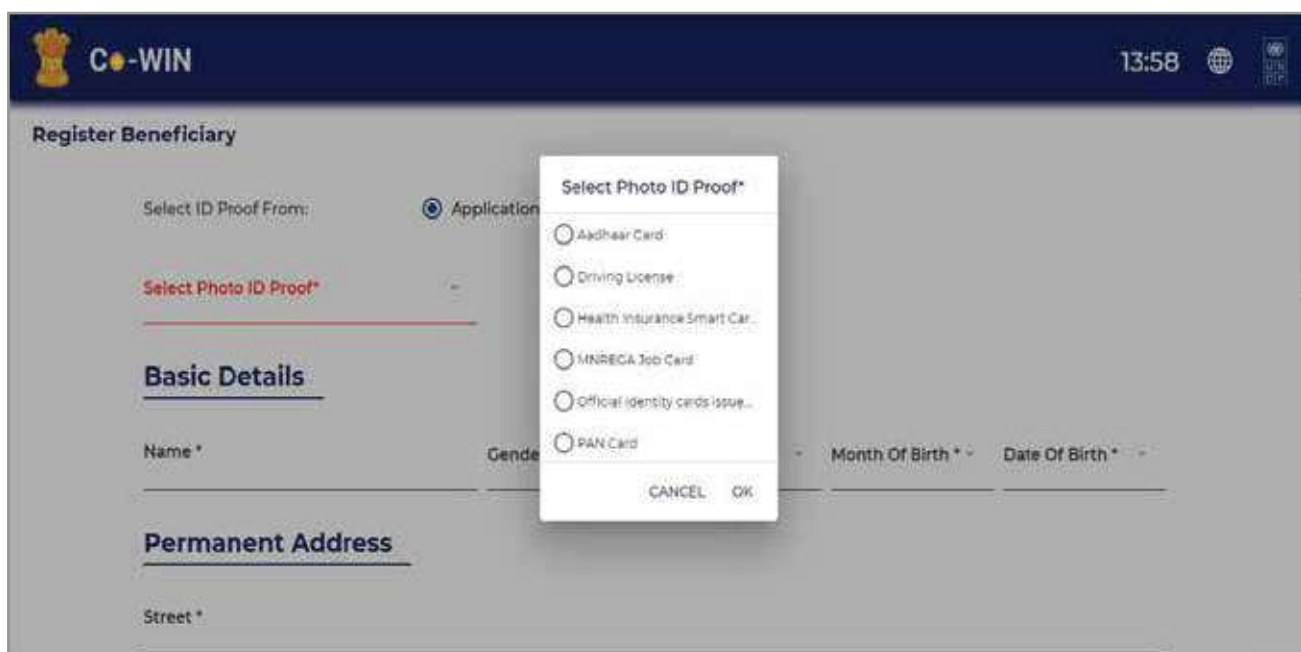 Co-WIN
13:58
Register Beneficiary
Select ID Proof From:
Application
Select Photo ID Proof*
Basic Details
Name *
Gende
Month Of Birth *
Date Of Birth *
Permanent Address
Street *
Select Photo ID Proof*
Aadhaar Card
Driving License
Health Insurance Smart Car...
MNREGA Job Card
Official identity cards issue...
PAN Card
CANCEL
OK